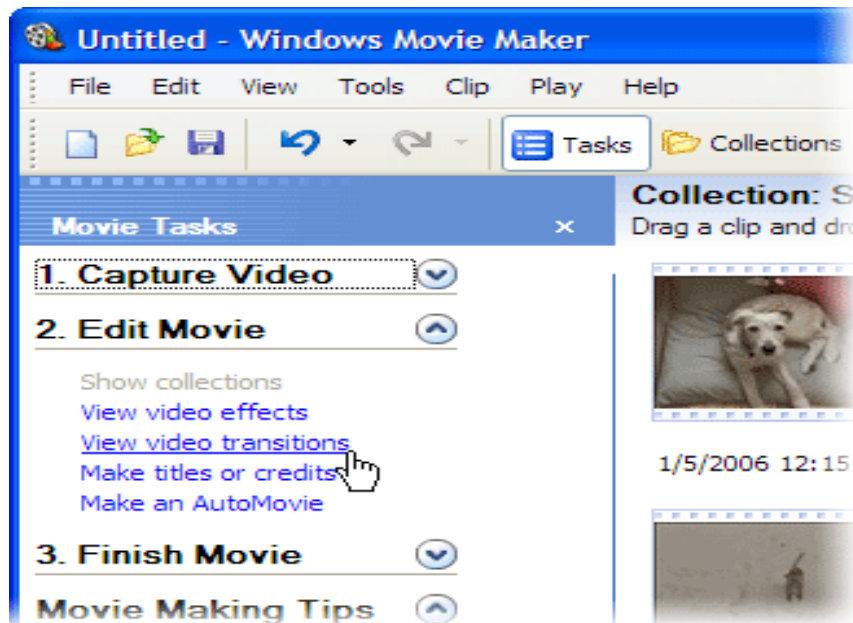 Untitled - Windows Movie Maker
File Edit View Tools Clip Play Help
Tasks Collections
Movie Tasks
Collection: S
Drag a clip and dr
1. Capture Video
2. Edit Movie
Show collections
View video effects
View video transitions
Make titles or credits
Make an AutoMovie
1/5/2006 12:15
3. Finish Movie
Movie Making Tips